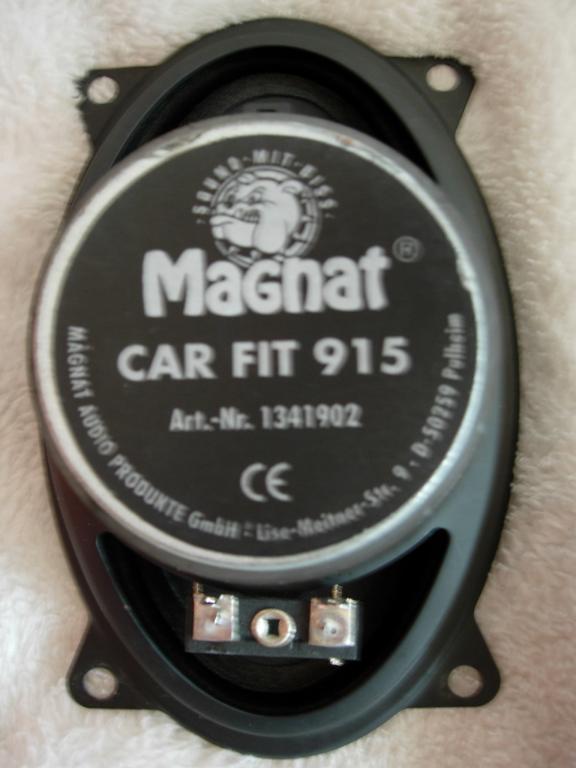 SOUND·MIT·BISS
Magnat®
CAR FIT 915
Art.-Nr. 1341902
CE
MAGNAT AUDIO PRODUKTE GmbH · Lise-Meitner-Str. 9 · D-50259 Pulheim